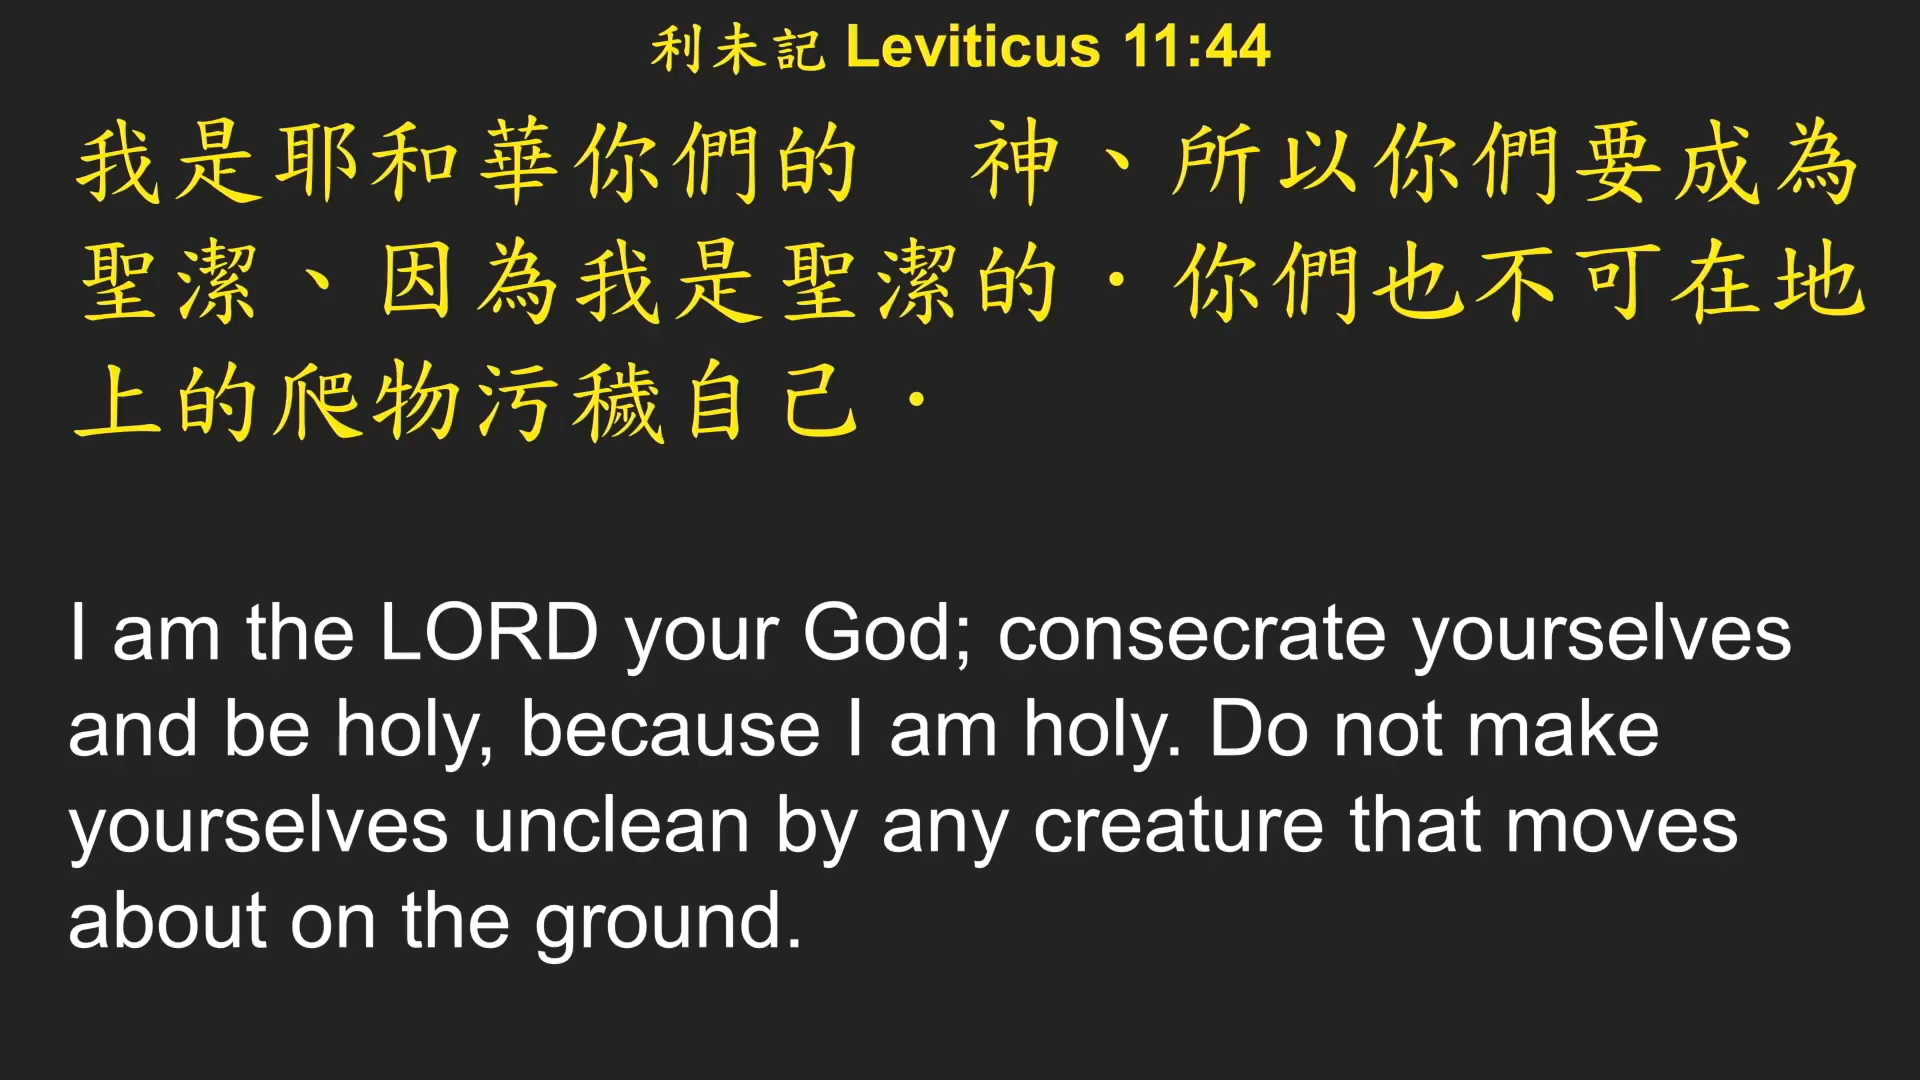 利未記 Leviticus 11:44
我是耶和華你們的　神、所以你們要成為
聖潔、因為我是聖潔的．你們也不可在地
上的爬物污穢自己．
I am the LORD your God; consecrate yourselves
and be holy, because I am holy. Do not make
yourselves unclean by any creature that moves
about on the ground.